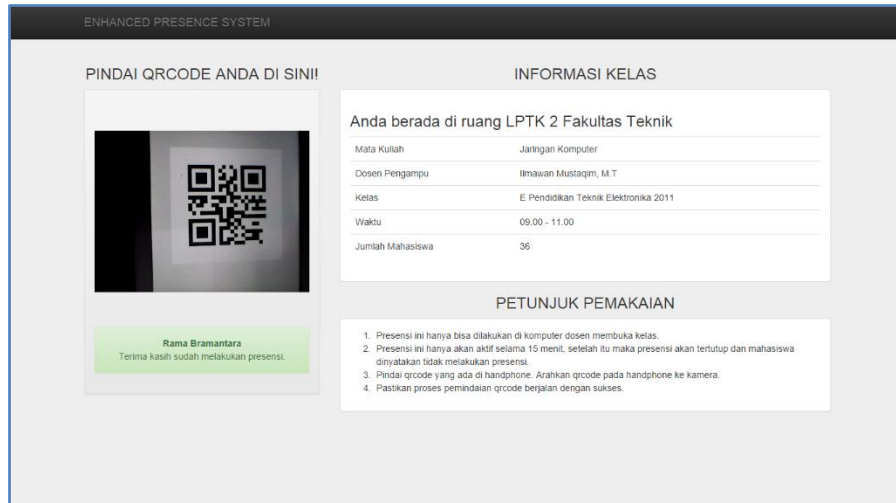 ENHANCED PRESENCE SYSTEM
PINDAI QRCODE ANDA DI SINI!
Rama Bramantara
Terima kasih sudah melakukan presensi.
INFORMASI KELAS
Anda berada di ruang LPTK 2 Fakultas Teknik
Mata Kuliah Jaringan Komputer
Dosen Pengampu Ilmawan Mustaqim, M.T
Kelas E Pendidikan Teknik Elektronika 2011
Waktu 09.00 - 11.00
Jumlah Mahasiswa 36
PETUNJUK PEMAKAIAN
1. Presensi ini hanya bisa dilakukan di komputer dosen membuka kelas.
2. Presensi ini hanya akan aktif selama 15 menit, setelah itu maka presensi akan tertutup dan mahasiswa
dinyatakan tidak melakukan presensi.
3. Pindai qrcode yang ada di handphone. Arahkan qrcode pada handphone ke kamera.
4. Pastikan proses pemindaian qrcode berjalan dengan sukses.